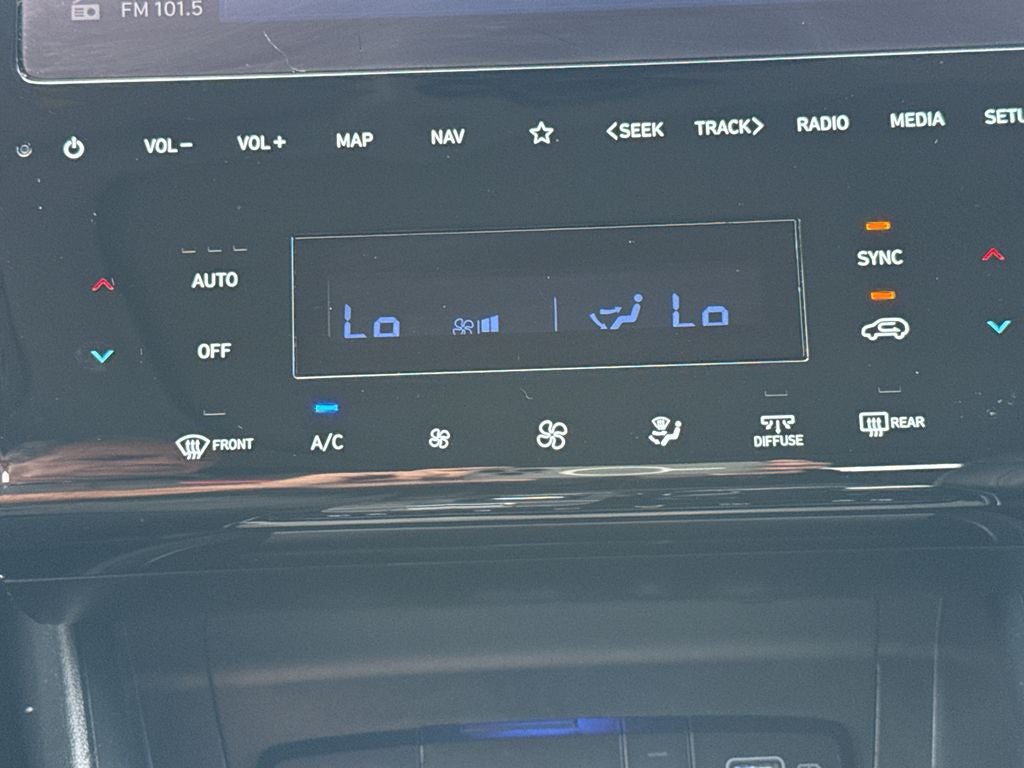 FM 101.5
VOL− VOL+ MAP NAV <SEEK TRACK> RADIO MEDIA SETU
AUTO SYNC
Lo Lo
OFF
FRONT A/C DIFFUSE REAR